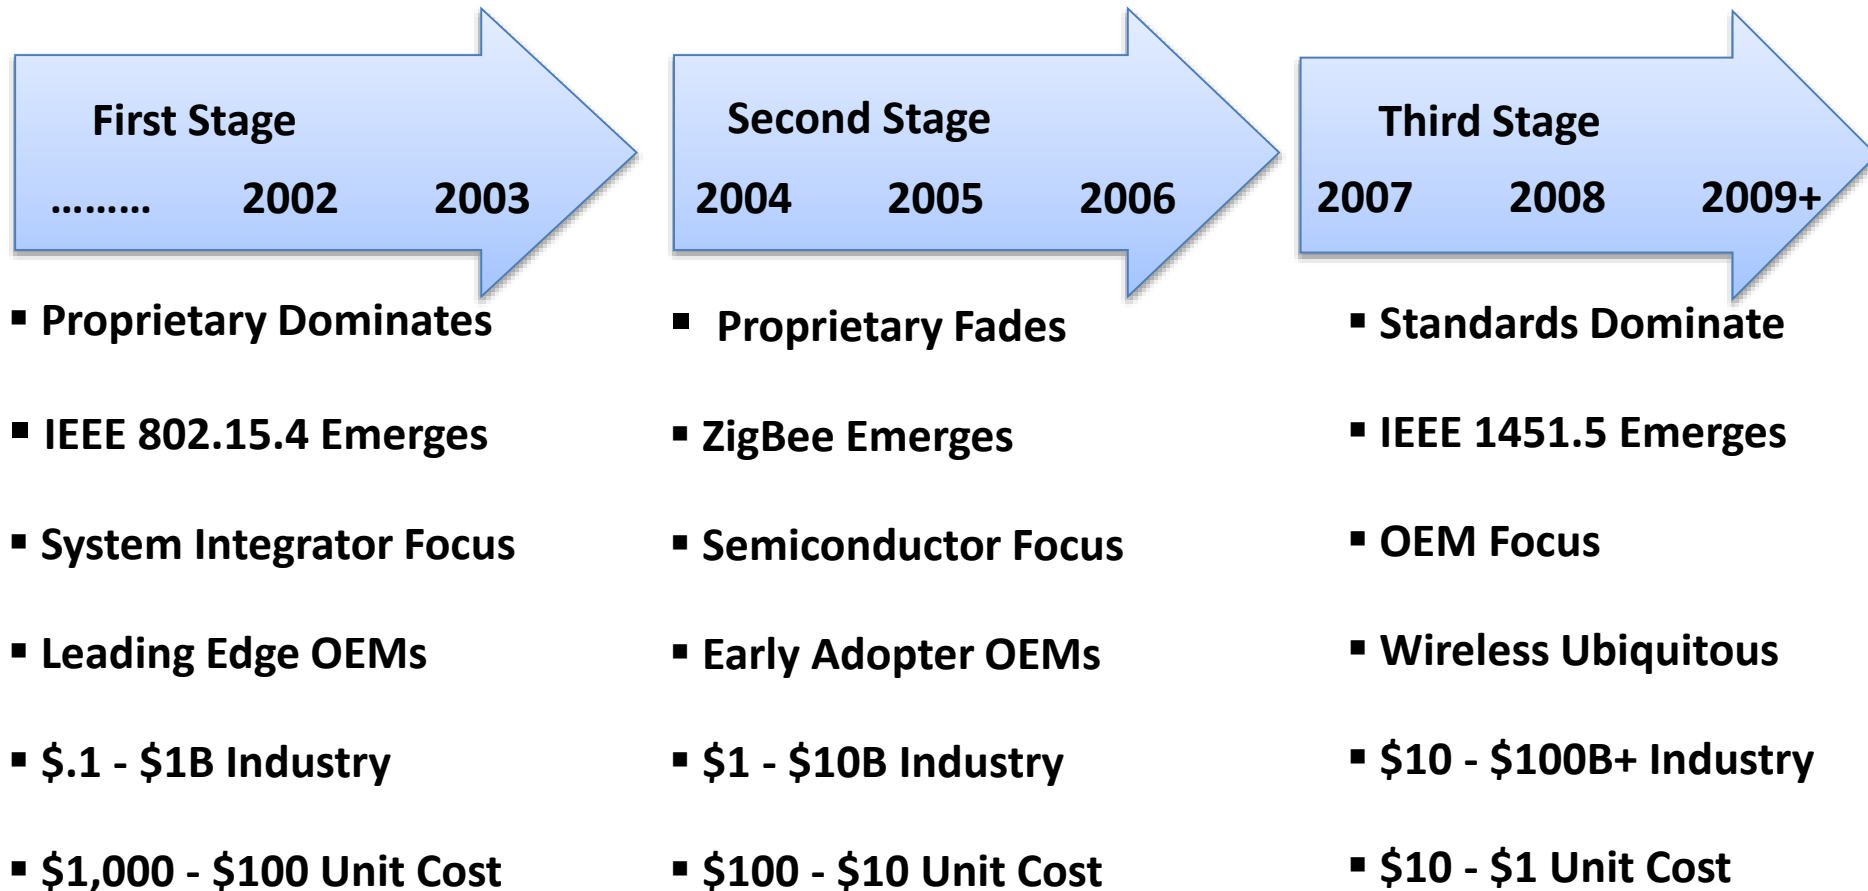 First Stage
……… 2002 2003
▪ Proprietary Dominates
▪ IEEE 802.15.4 Emerges
▪ System Integrator Focus
▪ Leading Edge OEMs
▪ $.1 - $1B Industry
▪ $1,000 - $100 Unit Cost
Second Stage
2004 2005 2006
▪ Proprietary Fades
▪ ZigBee Emerges
▪ Semiconductor Focus
▪ Early Adopter OEMs
▪ $1 - $10B Industry
▪ $100 - $10 Unit Cost
Third Stage
2007 2008 2009+
▪ Standards Dominate
▪ IEEE 1451.5 Emerges
▪ OEM Focus
▪ Wireless Ubiquitous
▪ $10 - $100B+ Industry
▪ $10 - $1 Unit Cost